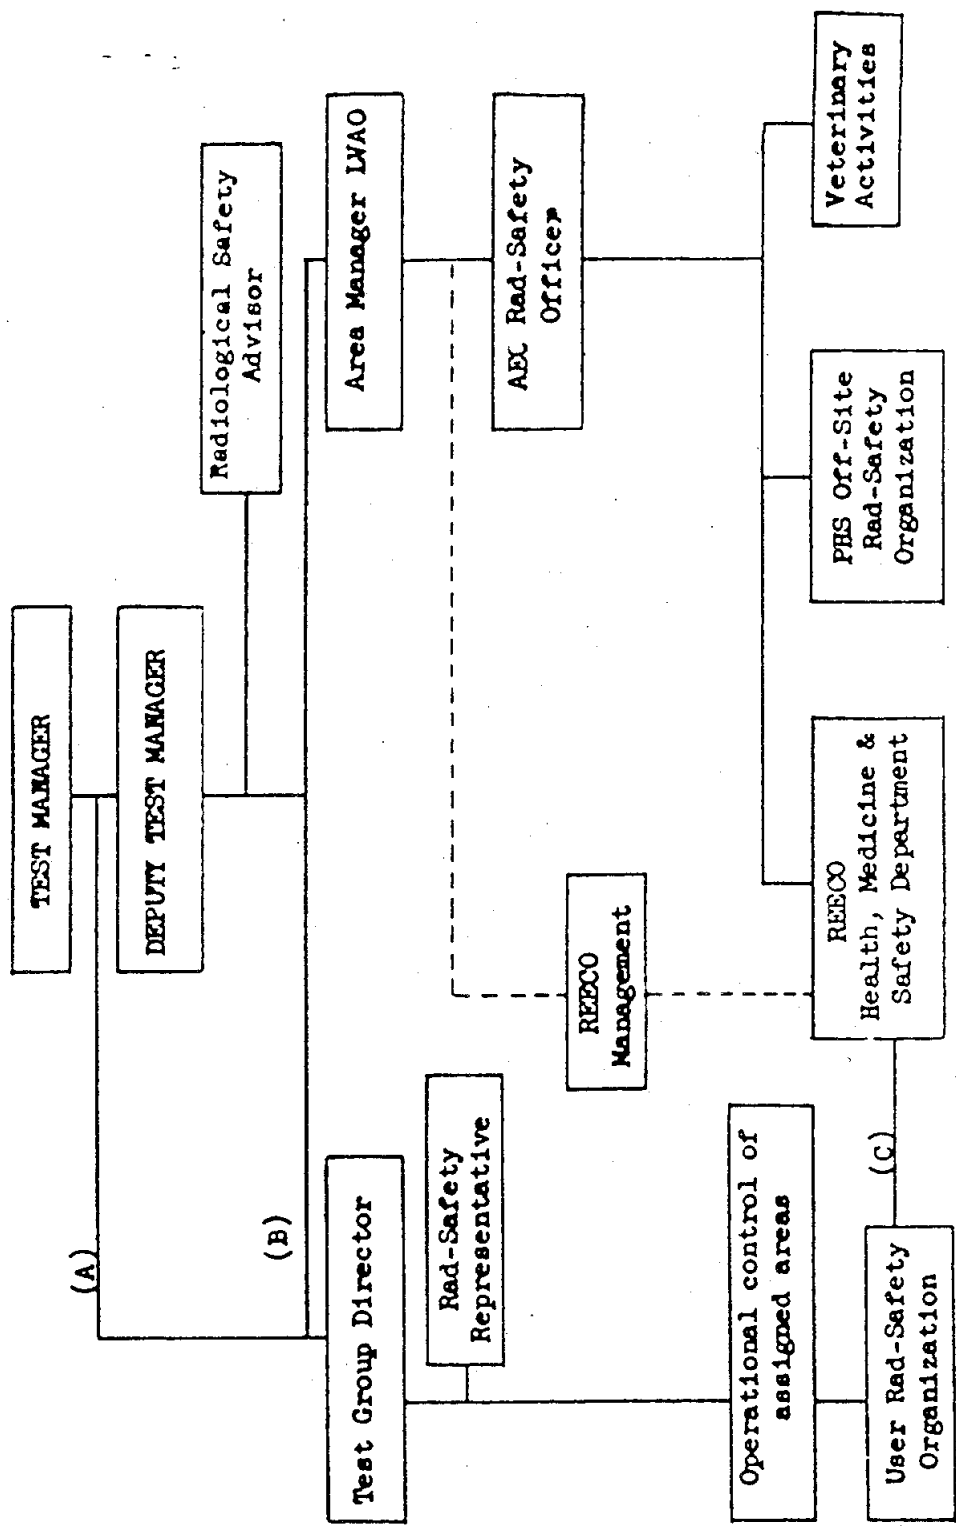 TEST MANAGER
(A)
DEPUTY TEST MANAGER
Radiological Safety
Advisor
(B)
Test Group Director
Area Manager LVAO
Rad-Safety
Representative
AEC Rad-Safety
Officer
REECO
Management
Operational control of
assigned areas
REECO
Health, Medicine &
Safety Department
PHS Off-Site
Rad-Safety
Organization
Veterinary
Activities
(C)
User Rad-Safety
Organization